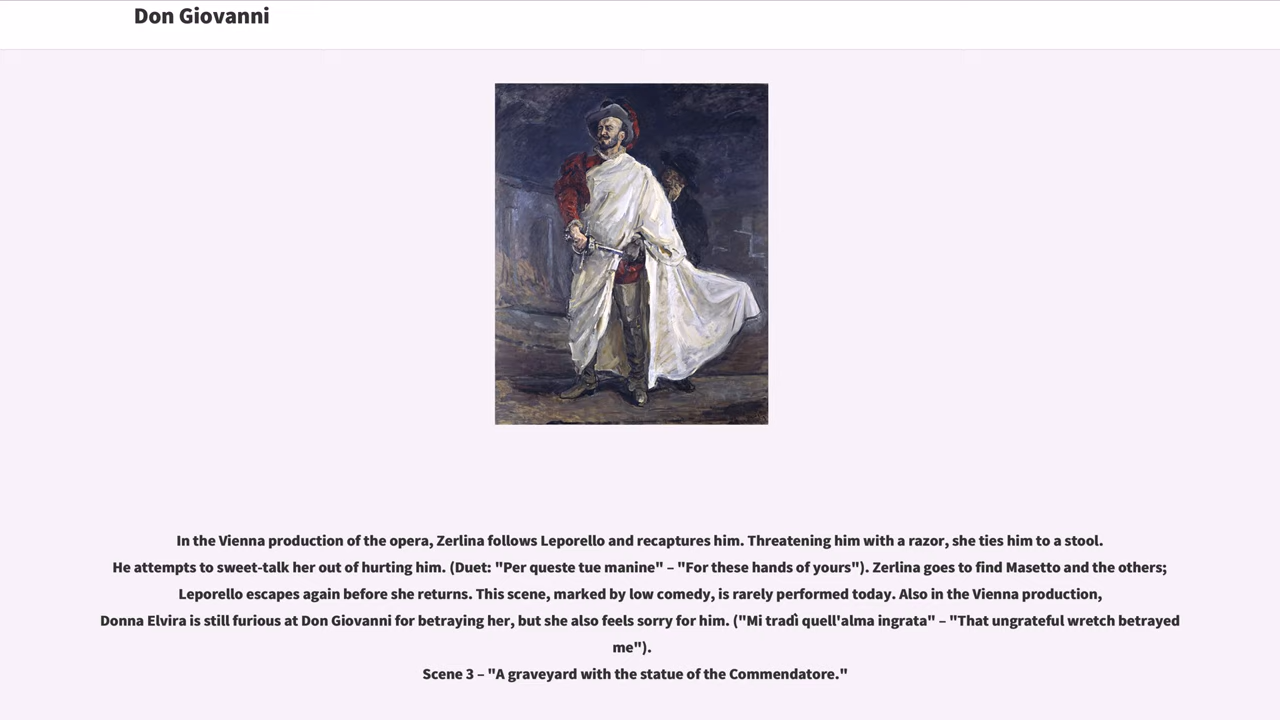 Don Giovanni
In the Vienna production of the opera, Zerlina follows Leporello and recaptures him. Threatening him with a razor, she ties him to a stool.
He attempts to sweet-talk her out of hurting him. (Duet: "Per queste tue manine" – "For these hands of yours"). Zerlina goes to find Masetto and the others;
Leporello escapes again before she returns. This scene, marked by low comedy, is rarely performed today. Also in the Vienna production,
Donna Elvira is still furious at Don Giovanni for betraying her, but she also feels sorry for him. ("Mi tradì quell'alma ingrata" – "That ungrateful wretch betrayed
me").
Scene 3 – "A graveyard with the statue of the Commendatore."